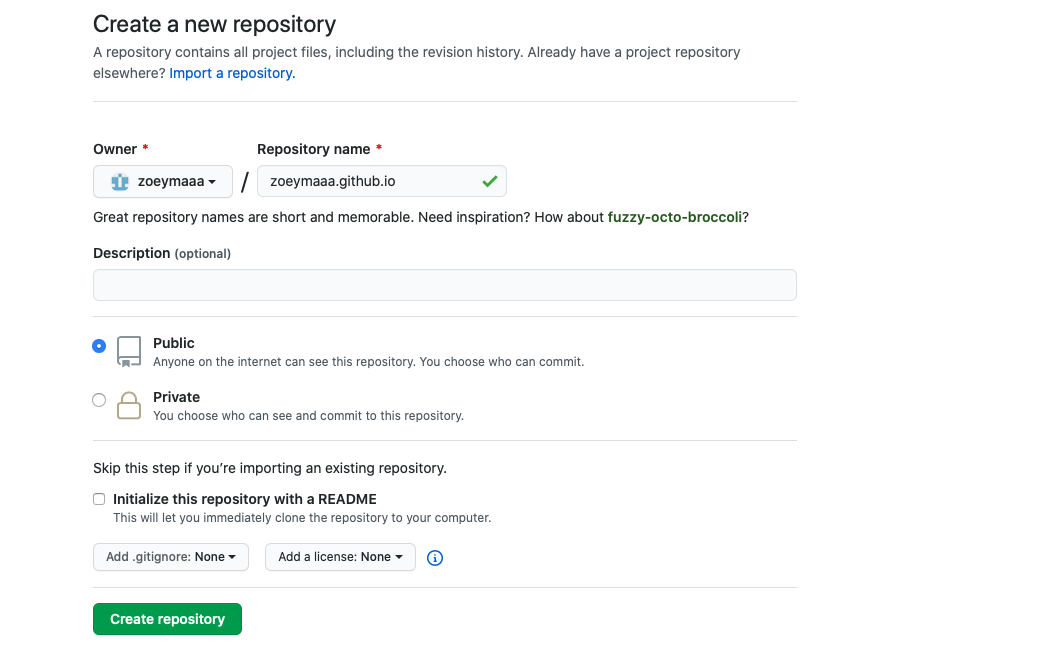 Create a new repository
A repository contains all project files, including the revision history. Already have a project repository
elsewhere? Import a repository.
Owner * Repository name *
zoeymaaa / zoeymaaa.github.io
Great repository names are short and memorable. Need inspiration? How about fuzzy-octo-broccoli?
Description (optional)
Public
Anyone on the internet can see this repository. You choose who can commit.
Private
You choose who can see and commit to this repository.
Skip this step if you’re importing an existing repository.
Initialize this repository with a README
This will let you immediately clone the repository to your computer.
Add .gitignore: None Add a license: None
Create repository